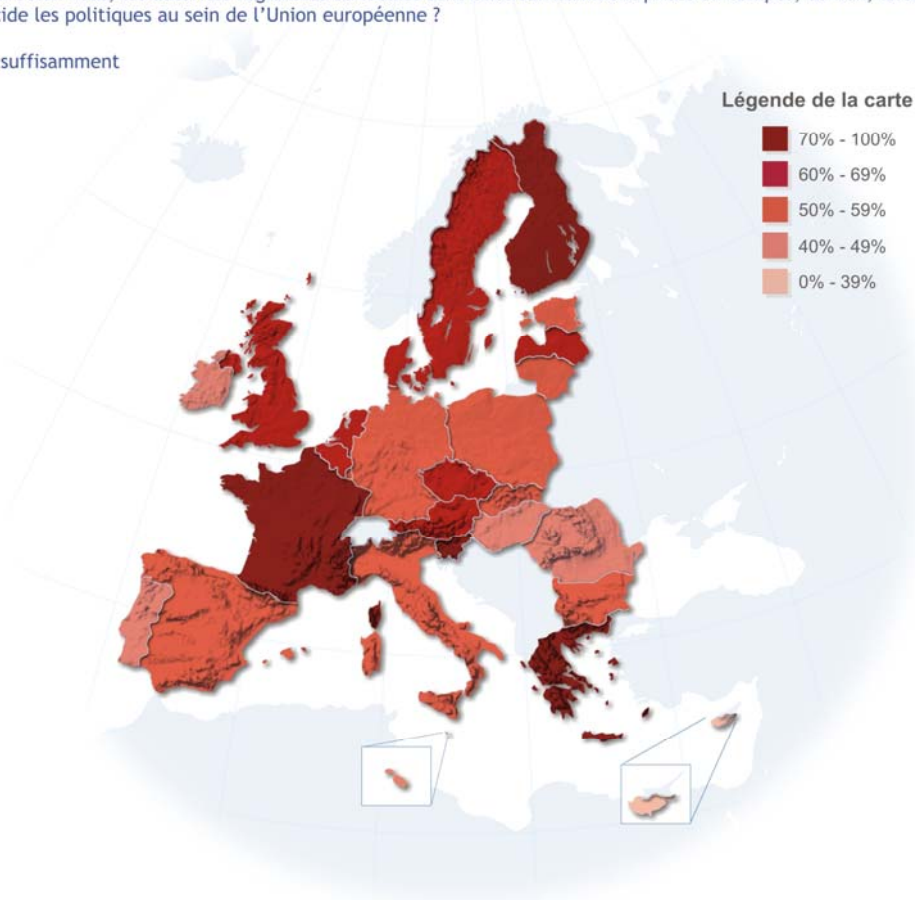 cide les politiques au sein de l’Union européenne ?
suffisamment
Légende de la carte
70% - 100%
60% - 69%
50% - 59%
40% - 49%
0% - 39%